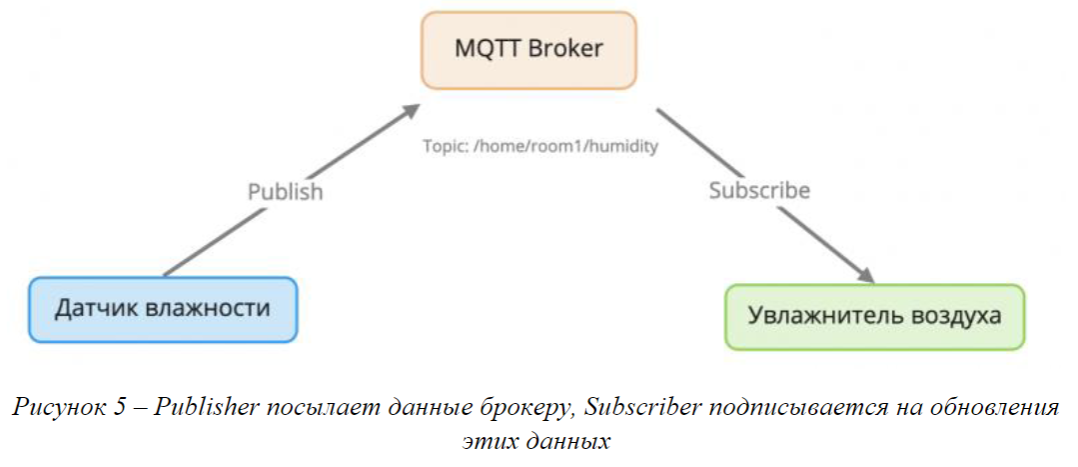 MQTT Broker
Topic: /home/room1/humidity
Publish
Subscribe
Датчик влажности
Увлажнитель воздуха
Рисунок 5 – Publisher посылает данные брокеру, Subscriber подписывается на обновления
этих данных